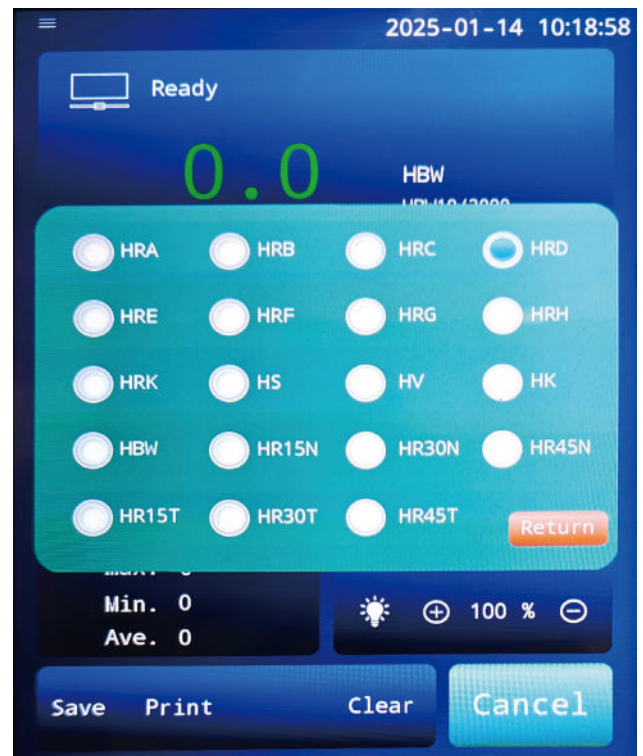 2025-01-14 10:18:58
Ready
0.0
HBW
HRA HRB HRC HRD
HRE HRF HRG HRH
HRK HS HV HK
HBW HR15N HR30N HR45N
HR15T HR30T HR45T
Return
Min. 0
Ave. 0
100 %
Save Print Clear Cancel